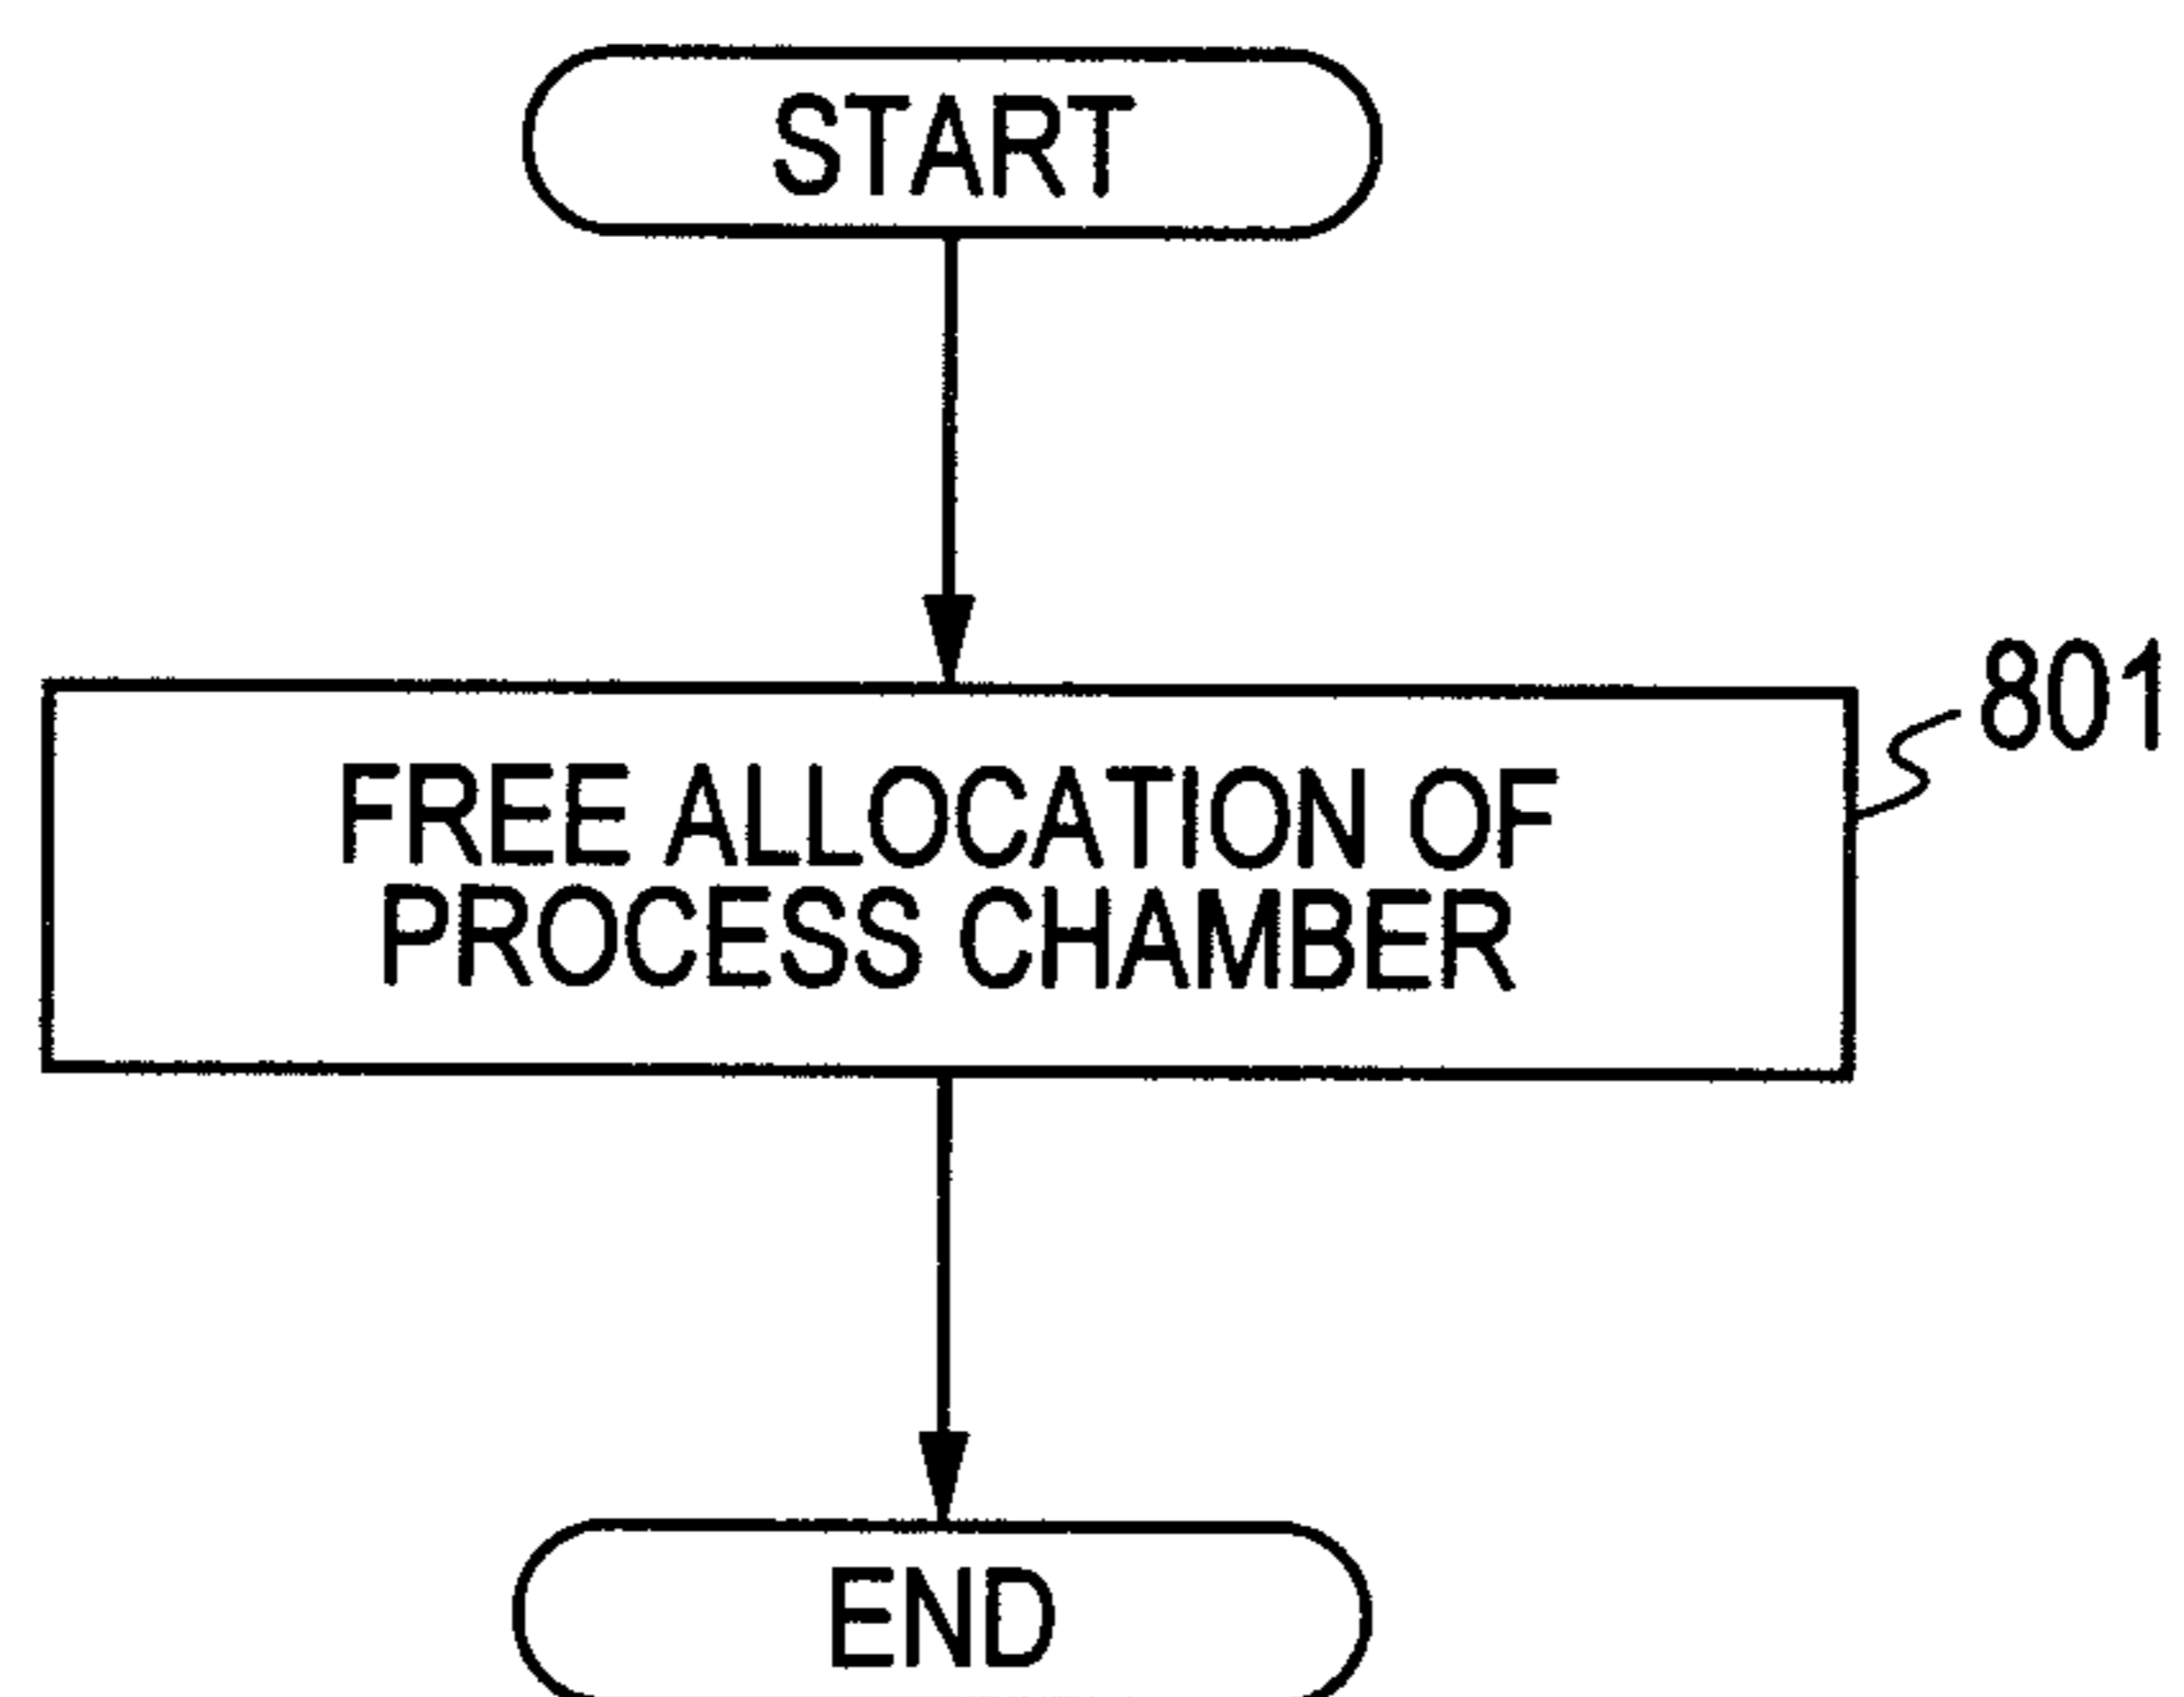 START
801
FREE ALLOCATION OF
PROCESS CHAMBER
END